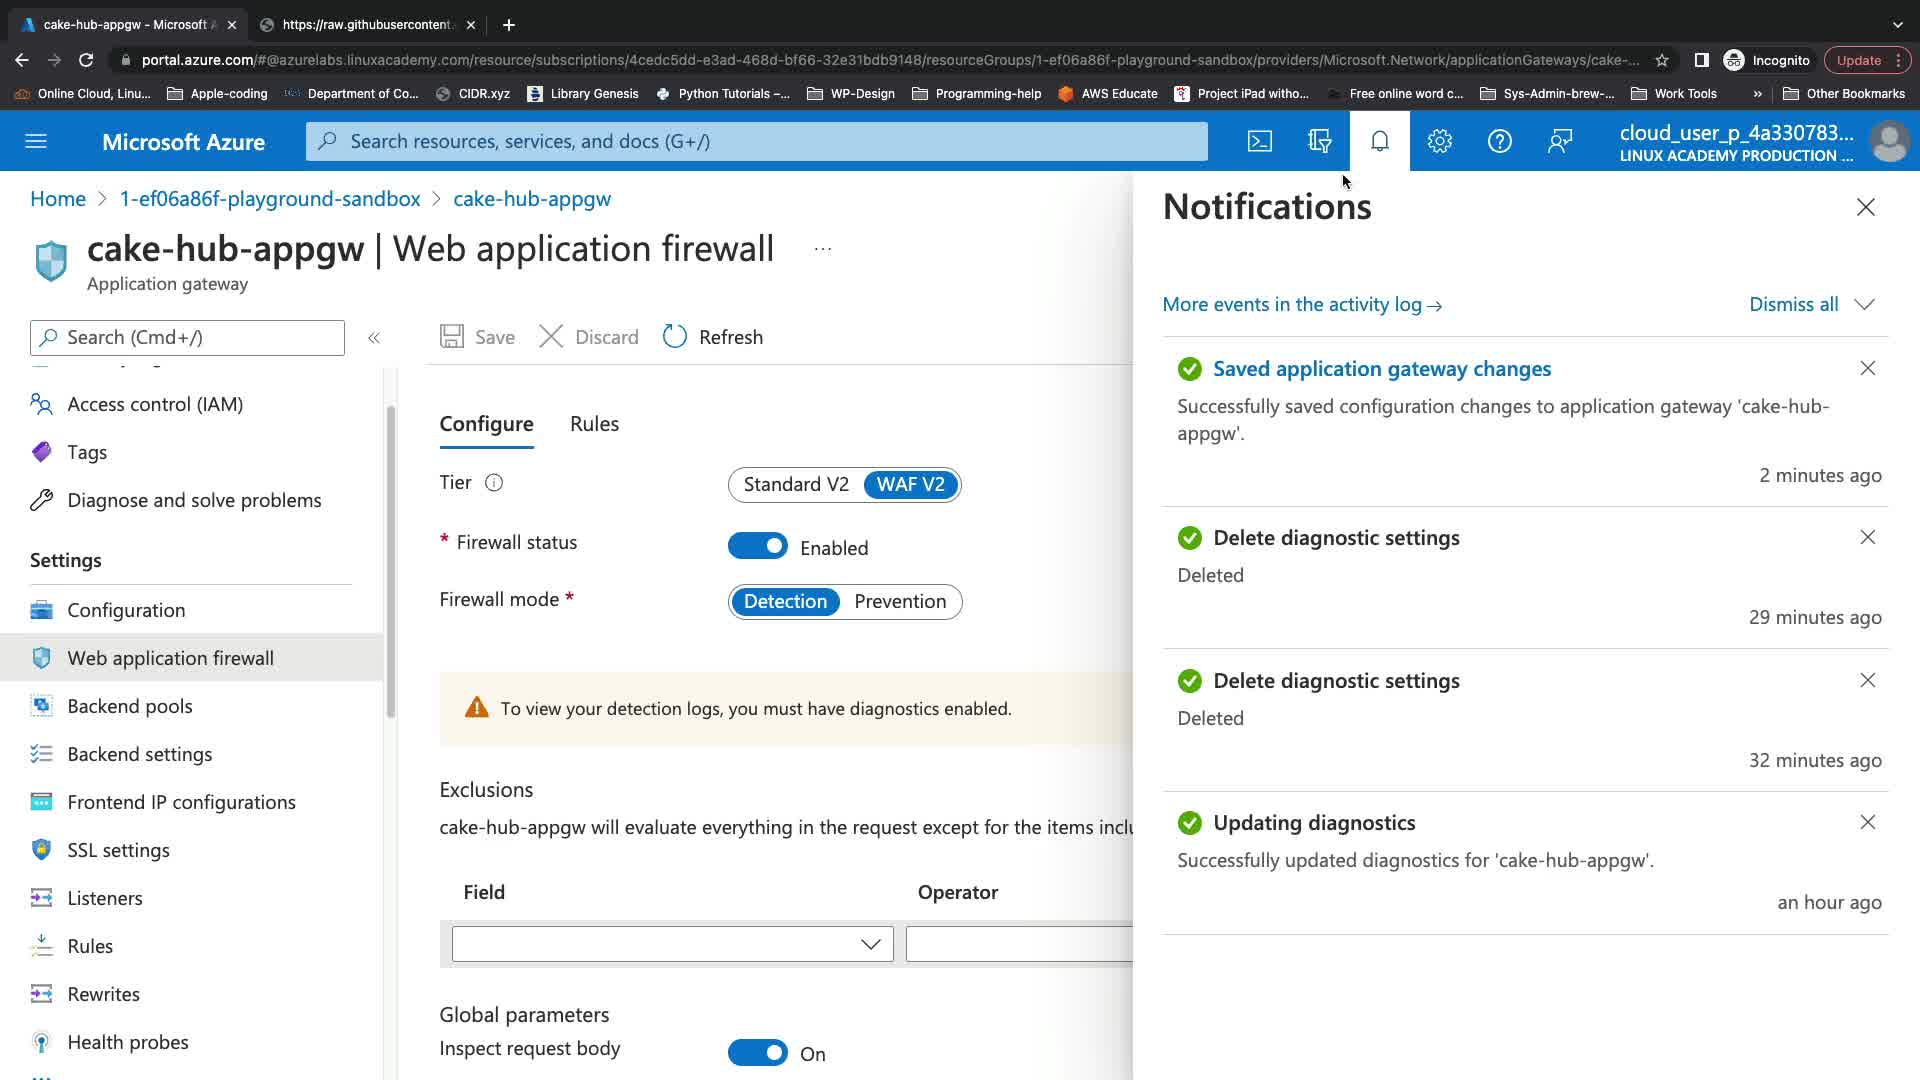 cake-hub-appgw - Microsoft A
https://raw.githubusercontent.
portal.azure.com/#@azurelabs.linuxacademy.com/resource/subscriptions/4cedc5dd-e3ad-468d-bf66-32e31bdb9148/resourceGroups/1-ef06a86f-playground-sandbox/providers/Microsoft.Network/applicationGateways/cake-...
Incognito
Update
Online Cloud, Linu...
Apple-coding
Department of Co...
CIDR.xyz
Library Genesis
Python Tutorials –...
WP-Design
Programming-help
AWS Educate
Project iPad witho...
Free online word c...
Sys-Admin-brew-...
Work Tools
»
Other Bookmarks
Microsoft Azure
Search resources, services, and docs (G+/)
cloud_user_p_4a330783...
LINUX ACADEMY PRODUCTION ...
Home > 1-ef06a86f-playground-sandbox > cake-hub-appgw
cake-hub-appgw | Web application firewall ...
Application gateway
Search (Cmd+/)
«
Save
Discard
Refresh
Access control (IAM)
Tags
Diagnose and solve problems
Settings
Configuration
Web application firewall
Backend pools
Backend settings
Frontend IP configurations
SSL settings
Listeners
Rules
Rewrites
Health probes
Configure
Rules
Tier
Standard V2
WAF V2
* Firewall status
Enabled
Firewall mode *
Detection
Prevention
To view your detection logs, you must have diagnostics enabled.
Exclusions
cake-hub-appgw will evaluate everything in the request except for the items inclu
Field
Operator
Global parameters
Inspect request body
On
Notifications
More events in the activity log →
Dismiss all
Saved application gateway changes
Successfully saved configuration changes to application gateway 'cake-hub-
appgw'.
2 minutes ago
Delete diagnostic settings
Deleted
29 minutes ago
Delete diagnostic settings
Deleted
32 minutes ago
Updating diagnostics
Successfully updated diagnostics for 'cake-hub-appgw'.
an hour ago